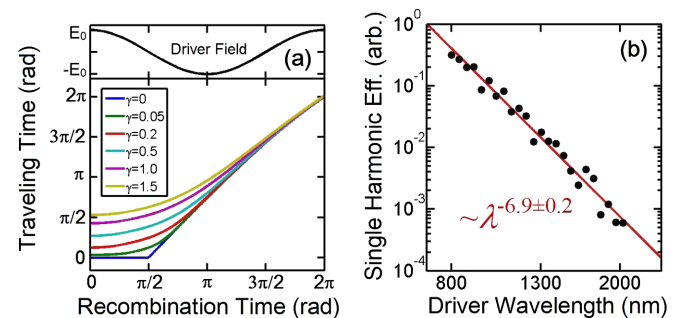 E₀
-E₀
Driver Field
(a)
Traveling Time (rad)
2π
3π/2
π
π/2
0
γ=0
γ=0.05
γ=0.2
γ=0.5
γ=1.0
γ=1.5
0 π/2 π 3π/2 2π
Recombination Time (rad)
Single Harmonic Eff. (arb.)
10⁰
10⁻¹
10⁻²
10⁻³
10⁻⁴
(b)
~λ^-6.9±0.2
800 1300 2000
Driver Wavelength (nm)